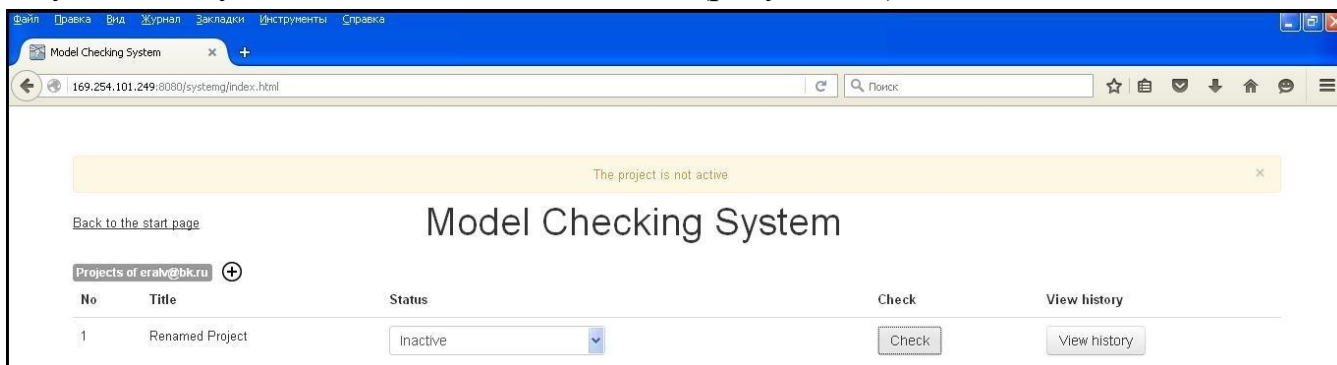 Файл Правка Вид Журнал Закладки Инструменты Справка
Model Checking System × +
169.254.101.249:8080/systemg/index.html
Поиск
The project is not active ×
Back to the start page
Model Checking System
Projects of eralv@bk.ru
No Title Status Check View history
1 Renamed Project Inactive Check View history